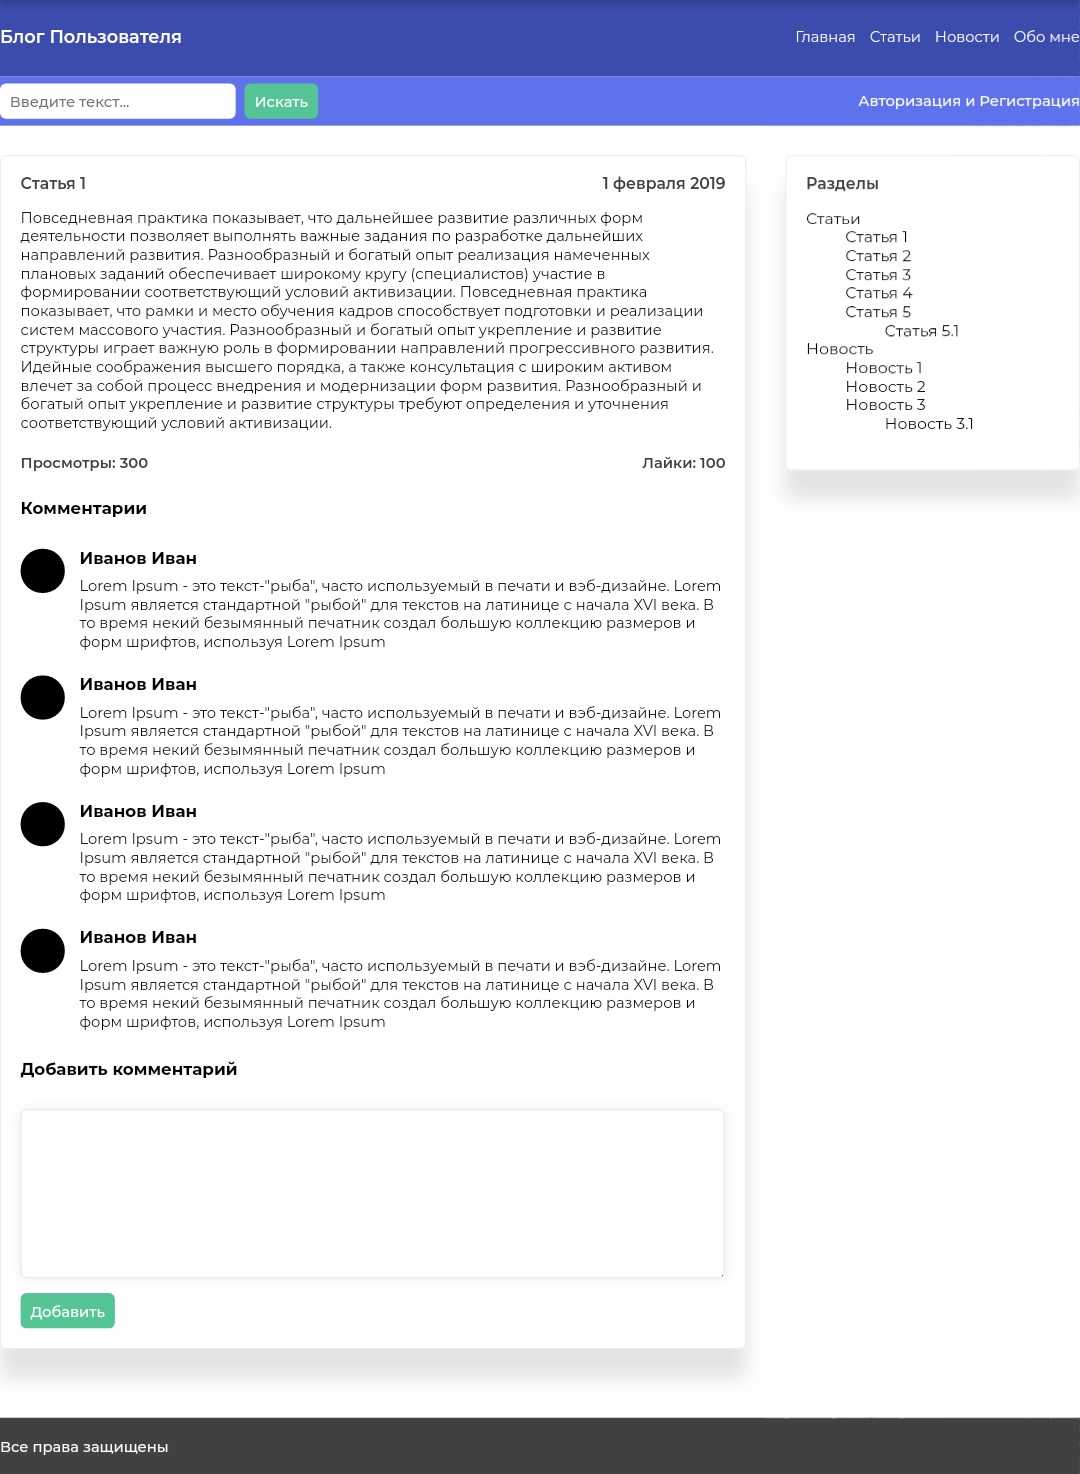 Блог Пользователя
Главная Статьи Новости Обо мне
Введите текст... Искать
Авторизация и Регистрация
Статья 1
1 февраля 2019
Повседневная практика показывает, что дальнейшее развитие различных форм
деятельности позволяет выполнять важные задания по разработке дальнейших
направлений развития. Разнообразный и богатый опыт реализация намеченных
плановых заданий обеспечивает широкому кругу (специалистов) участие в
формировании соответствующий условий активизации. Повседневная практика
показывает, что рамки и место обучения кадров способствует подготовки и реализации
систем массового участия. Разнообразный и богатый опыт укрепление и развитие
структуры играет важную роль в формировании направлений прогрессивного развития.
Идейные соображения высшего порядка, а также консультация с широким активом
влечет за собой процесс внедрения и модернизации форм развития. Разнообразный и
богатый опыт укрепление и развитие структуры требуют определения и уточнения
соответствующий условий активизации.
Просмотры: 300
Лайки: 100
Комментарии
Иванов Иван
Lorem Ipsum - это текст-"рыба", часто используемый в печати и вэб-дизайне. Lorem
Ipsum является стандартной "рыбой" для текстов на латинице с начала XVI века. В
то время некий безымянный печатник создал большую коллекцию размеров и
форм шрифтов, используя Lorem Ipsum
Иванов Иван
Lorem Ipsum - это текст-"рыба", часто используемый в печати и вэб-дизайне. Lorem
Ipsum является стандартной "рыбой" для текстов на латинице с начала XVI века. В
то время некий безымянный печатник создал большую коллекцию размеров и
форм шрифтов, используя Lorem Ipsum
Иванов Иван
Lorem Ipsum - это текст-"рыба", часто используемый в печати и вэб-дизайне. Lorem
Ipsum является стандартной "рыбой" для текстов на латинице с начала XVI века. В
то время некий безымянный печатник создал большую коллекцию размеров и
форм шрифтов, используя Lorem Ipsum
Иванов Иван
Lorem Ipsum - это текст-"рыба", часто используемый в печати и вэб-дизайне. Lorem
Ipsum является стандартной "рыбой" для текстов на латинице с начала XVI века. В
то время некий безымянный печатник создал большую коллекцию размеров и
форм шрифтов, используя Lorem Ipsum
Добавить комментарий
Добавить
Разделы
Статьи
Статья 1
Статья 2
Статья 3
Статья 4
Статья 5
Статья 5.1
Новость
Новость 1
Новость 2
Новость 3
Новость 3.1
Все права защищены